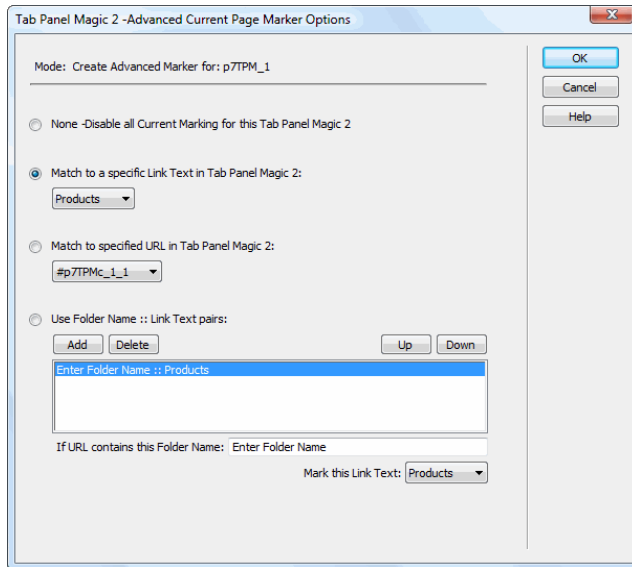 Tab Panel Magic 2 -Advanced Current Page Marker Options
Mode: Create Advanced Marker for: p7TPM_1
OK
Cancel
Help
None -Disable all Current Marking for this Tab Panel Magic 2
Match to a specific Link Text in Tab Panel Magic 2:
Products
Match to specified URL in Tab Panel Magic 2:
#p7TPMc_1_1
Use Folder Name :: Link Text pairs:
Add Delete Up Down
Enter Folder Name :: Products
If URL contains this Folder Name: Enter Folder Name
Mark this Link Text: Products